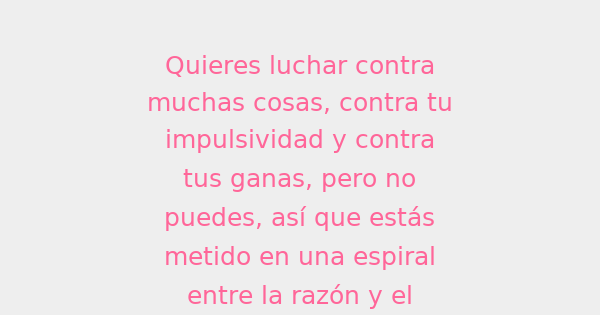 Quieres luchar contra
muchas cosas, contra tu
impulsividad y contra
tus ganas, pero no
puedes, así que estás
metido en una espiral
entre la razón y el